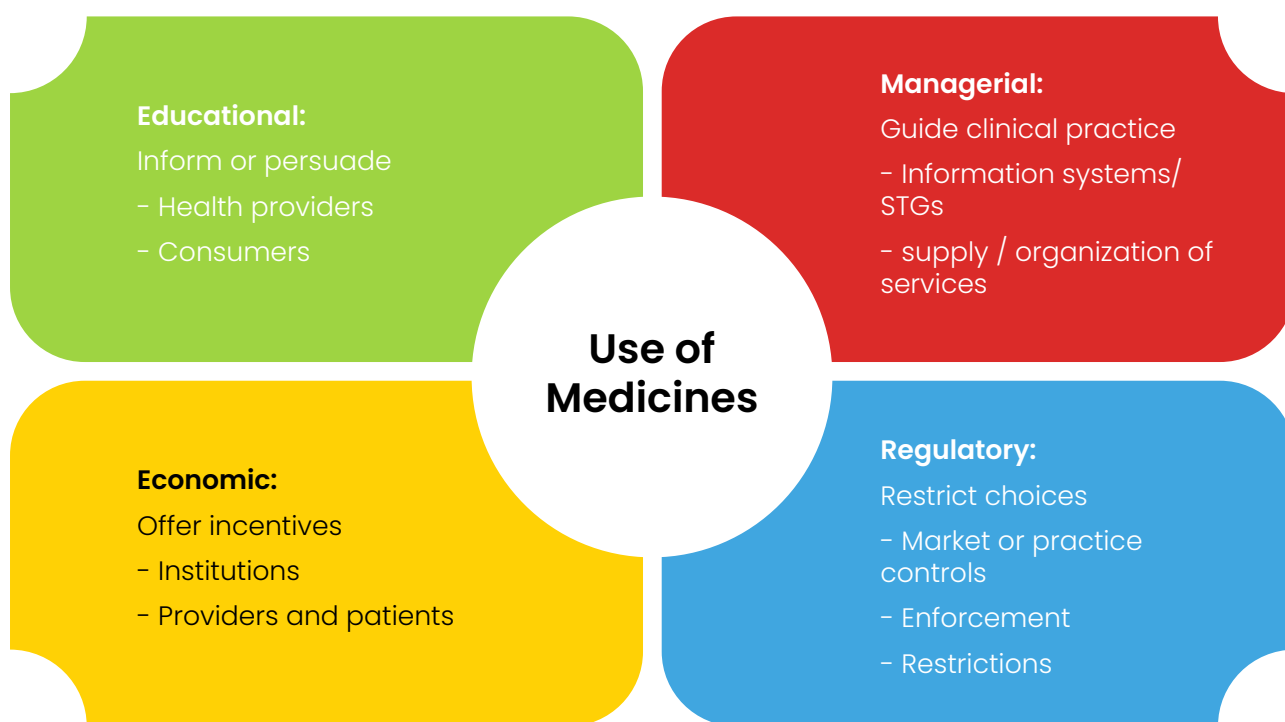 Educational:
Inform or persuade
- Health providers
- Consumers
Managerial:
Guide clinical practice
- Information systems/
STGs
- supply / organization of
services
Use of
Medicines
Economic:
Offer incentives
- Institutions
- Providers and patients
Regulatory:
Restrict choices
- Market or practice
controls
- Enforcement
- Restrictions